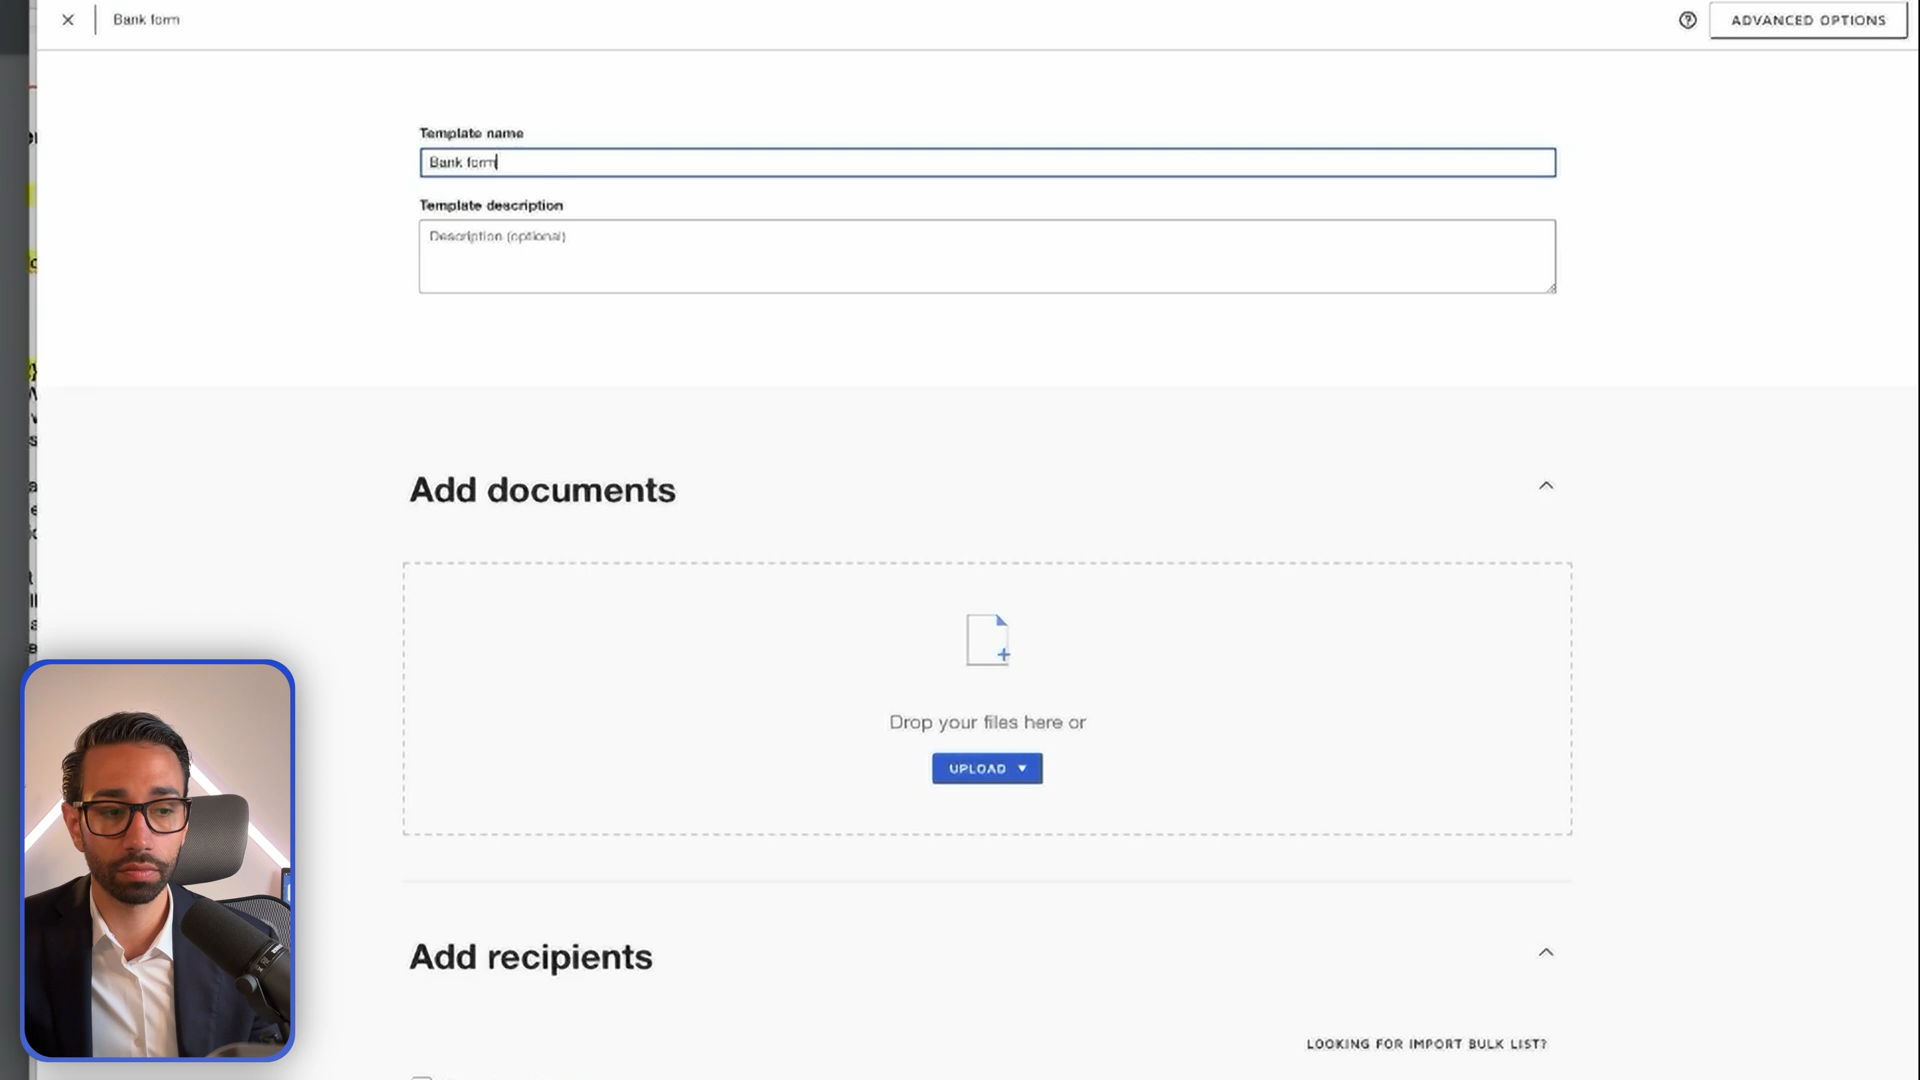 Bank form
ADVANCED OPTIONS
Template name
Bank form
Template description
Description (optional)
Add documents
Drop your files here or
UPLOAD
Add recipients
LOOKING FOR IMPORT BULK LIST?